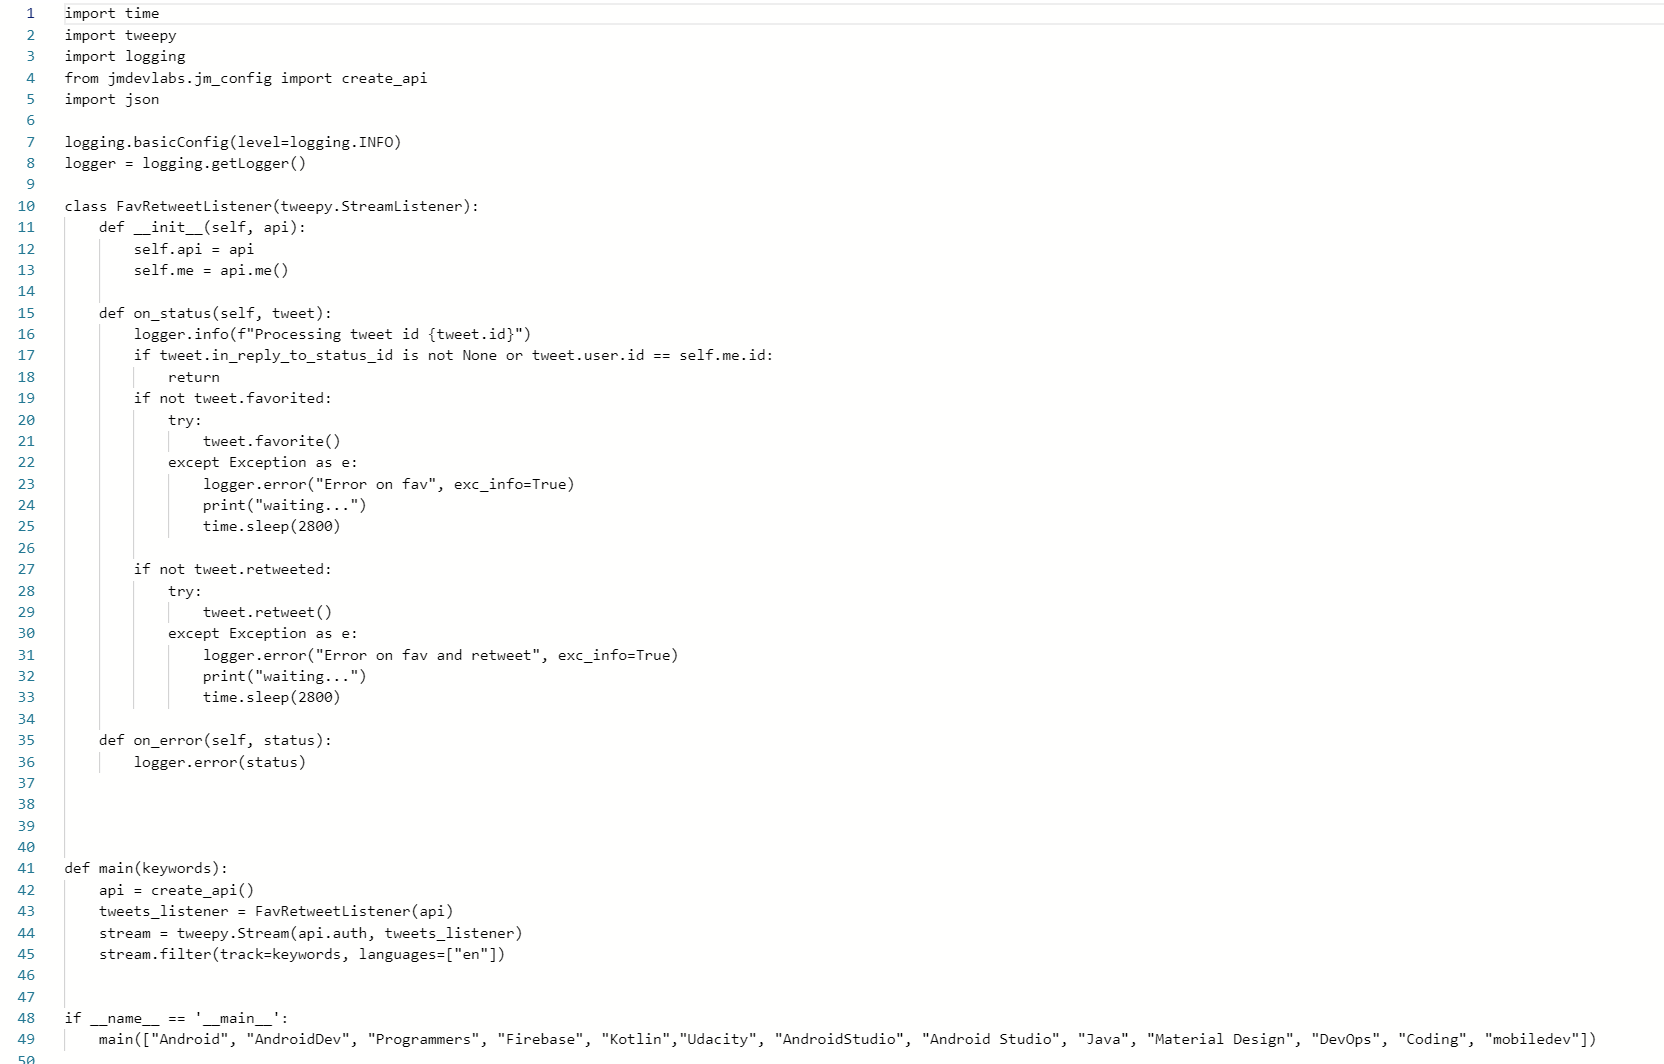 1 import time
2 import tweepy
3 import logging
4 from jmdevlabs.jm_config import create_api
5 import json
6
7 logging.basicConfig(level=logging.INFO)
8 logger = logging.getLogger()
9
10 class FavRetweetListener(tweepy.StreamListener):
11     def __init__(self, api):
12         self.api = api
13         self.me = api.me()
14
15     def on_status(self, tweet):
16         logger.info(f"Processing tweet id {tweet.id}")
17         if tweet.in_reply_to_status_id is not None or tweet.user.id == self.me.id:
18             return
19         if not tweet.favorited:
20             try:
21                 tweet.favorite()
22             except Exception as e:
23                 logger.error("Error on fav", exc_info=True)
24                 print("waiting...")
25                 time.sleep(2800)
26
27         if not tweet.retweeted:
28             try:
29                 tweet.retweet()
30             except Exception as e:
31                 logger.error("Error on fav and retweet", exc_info=True)
32                 print("waiting...")
33                 time.sleep(2800)
34
35     def on_error(self, status):
36         logger.error(status)
37
38
39
40
41 def main(keywords):
42     api = create_api()
43     tweets_listener = FavRetweetListener(api)
44     stream = tweepy.Stream(api.auth, tweets_listener)
45     stream.filter(track=keywords, languages=["en"])
46
47
48 if __name__ == '__main__':
49     main(["Android", "AndroidDev", "Programmers", "Firebase", "Kotlin","Udacity", "AndroidStudio", "Android Studio", "Java", "Material Design", "DevOps", "Coding", "mobiledev"])
50